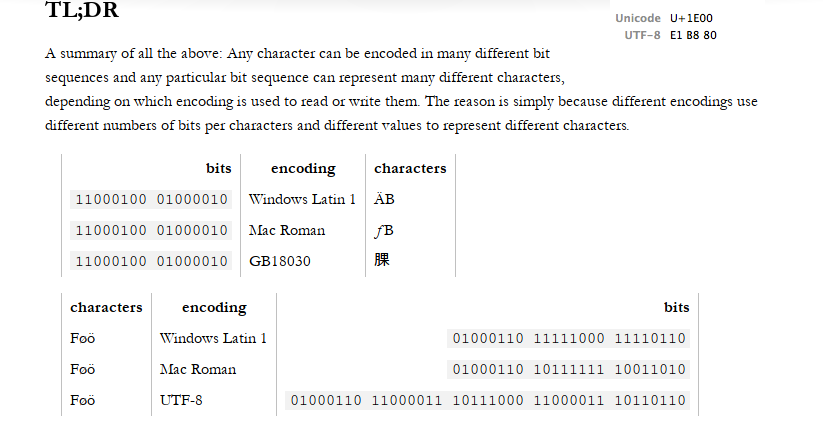 TL;DR
Unicode U+1E00
UTF-8 E1 B8 80
A summary of all the above: Any character can be encoded in many different bit
sequences and any particular bit sequence can represent many different characters,
depending on which encoding is used to read or write them. The reason is simply because different encodings use
different numbers of bits per characters and different values to represent different characters.
bits encoding characters
11000100 01000010 Windows Latin 1 ÄB
11000100 01000010 Mac Roman ƒB
11000100 01000010 GB18030 腂
characters encoding bits
Føö Windows Latin 1 01000110 11111000 11110110
Føö Mac Roman 01000110 10111111 10011010
Føö UTF-8 01000110 11000011 10111000 11000011 10110110